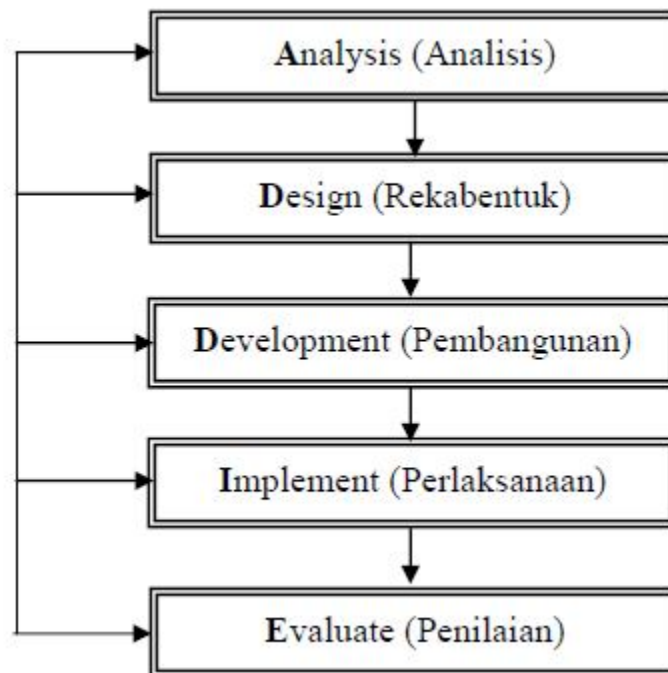 Analysis (Analisis)
Design (Rekabentuk)
Development (Pembangunan)
Implement (Perlaksanaan)
Evaluate (Penilaian)